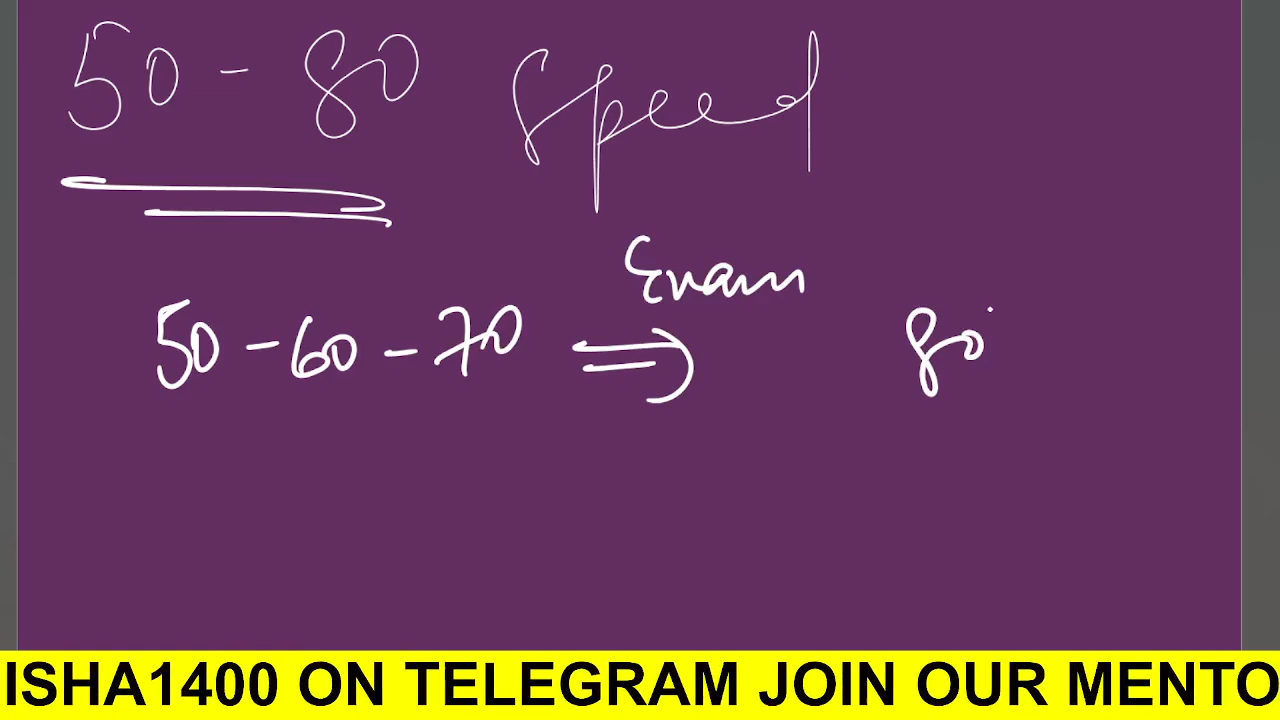 50 - 80 speed
Exam
50 - 60 - 70 ⇒ 80
ISHA1400 ON TELEGRAM JOIN OUR MENTO